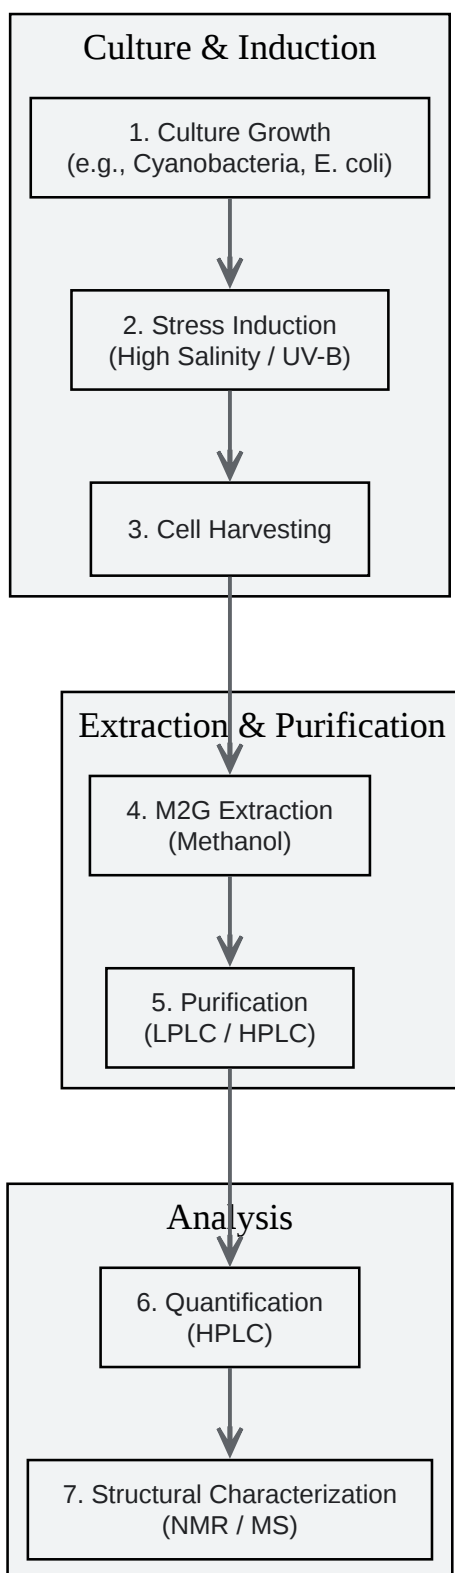 Culture & Induction
1. Culture Growth
(e.g., Cyanobacteria, E. coli)
2. Stress Induction
(High Salinity / UV-B)
3. Cell Harvesting
Extraction & Purification
4. M2G Extraction
(Methanol)
5. Purification
(LPLC / HPLC)
Analysis
6. Quantification
(HPLC)
7. Structural Characterization
(NMR / MS)